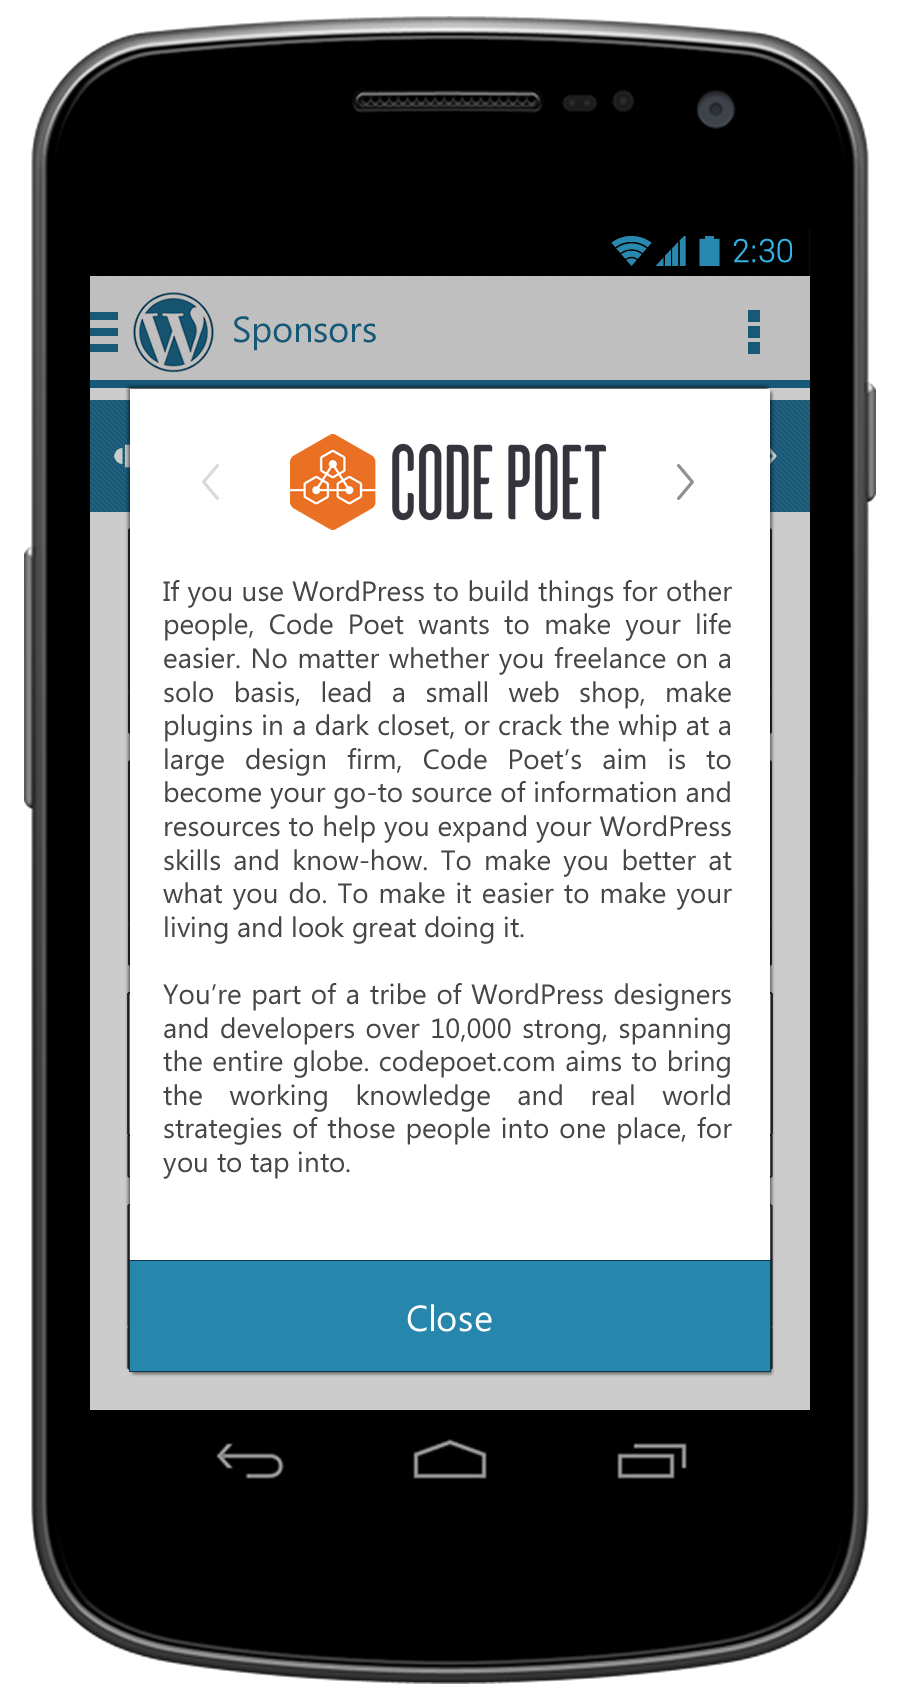 2:30
Sponsors
CODE POET
If you use WordPress to build things for other
people, Code Poet wants to make your life
easier. No matter whether you freelance on a
solo basis, lead a small web shop, make
plugins in a dark closet, or crack the whip at a
large design firm, Code Poet’s aim is to
become your go-to source of information and
resources to help you expand your WordPress
skills and know-how. To make you better at
what you do. To make it easier to make your
living and look great doing it.
You’re part of a tribe of WordPress designers
and developers over 10,000 strong, spanning
the entire globe. codepoet.com aims to bring
the working knowledge and real world
strategies of those people into one place, for
you to tap into.
Close